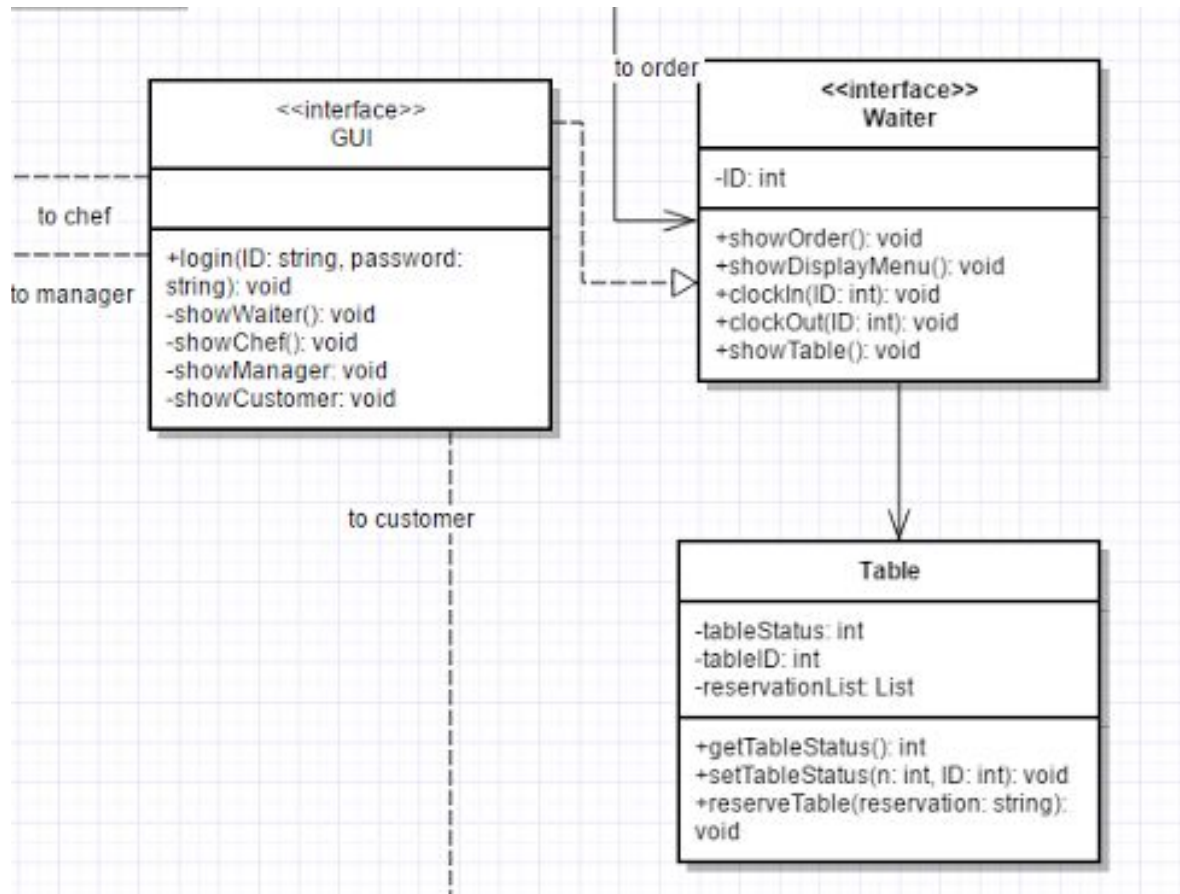 to order
<<interface>>
GUI
to chef
to manager
+login(ID: string, password:
string): void
-showWaiter(): void
-showChef(): void
-showManager: void
-showCustomer: void
to customer
<<interface>>
Waiter
-ID: int
+showOrder(): void
+showDisplayMenu(): void
+clockIn(ID: int): void
+clockOut(ID: int): void
+showTable(): void
Table
-tableStatus: int
-tableID: int
-reservationList: List
+getTableStatus(): int
+setTableStatus(n: int, ID: int): void
+reserveTable(reservation: string):
void